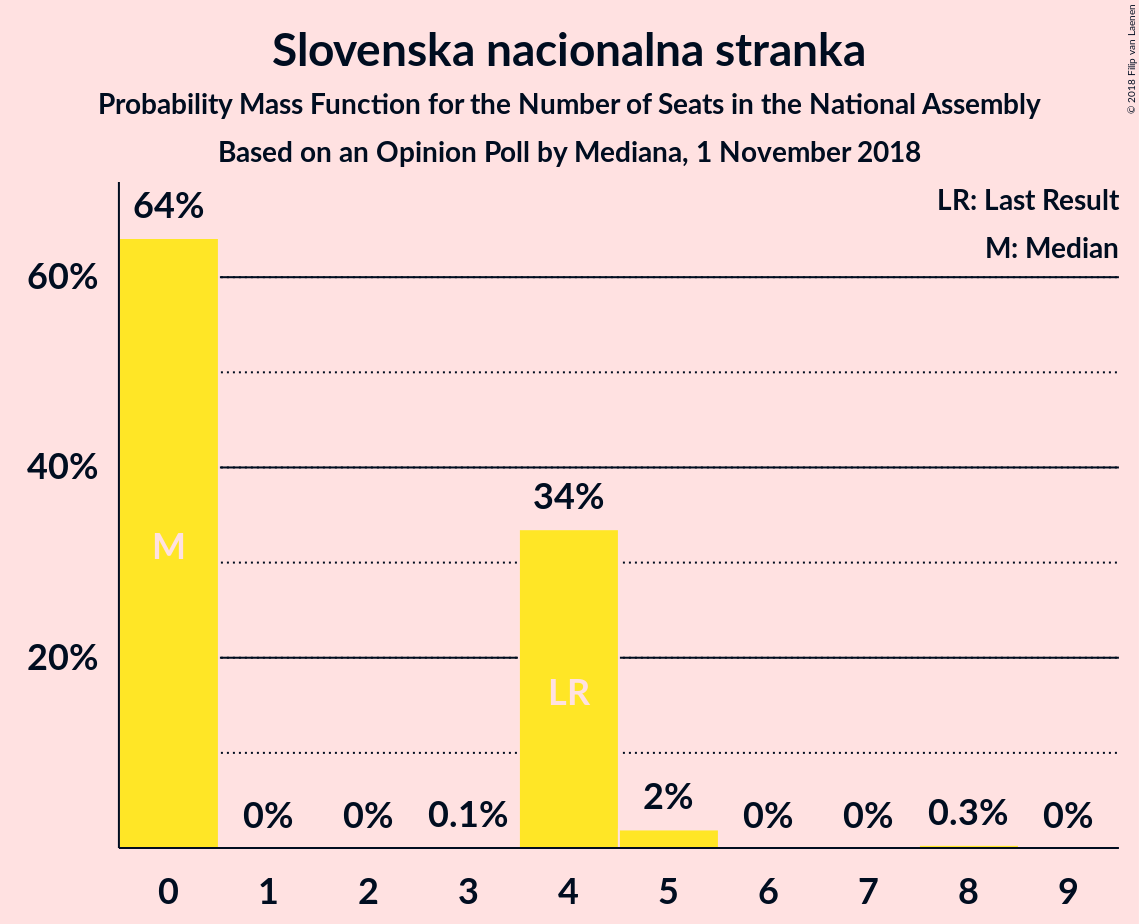 Slovenska nacionalna stranka
Probability Mass Function for the Number of Seats in the National Assembly
Based on an Opinion Poll by Mediana, 1 November 2018
© 2018 Filip van Laenen
LR: Last Result
M: Median
64%
60%
40%
34%
M
20%
LR
0%
0%
0.1%
2%
0%
0%
0.3%
0%
0
1
2
3
4
5
6
7
8
9